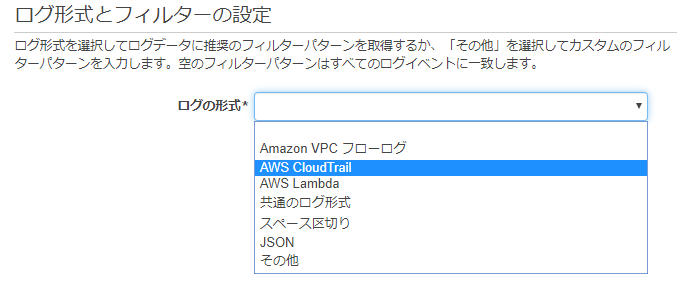 ログ形式とフィルターの設定
ログ形式を選択してログデータに推奨のフィルターパターンを取得するか、「その他」を選択してカスタムのフィル
ターパターンを入力します。空のフィルターパターンはすべてのログイベントに一致します。
ログの形式*
Amazon VPC フローログ
AWS CloudTrail
AWS Lambda
共通のログ形式
スペース区切り
JSON
その他